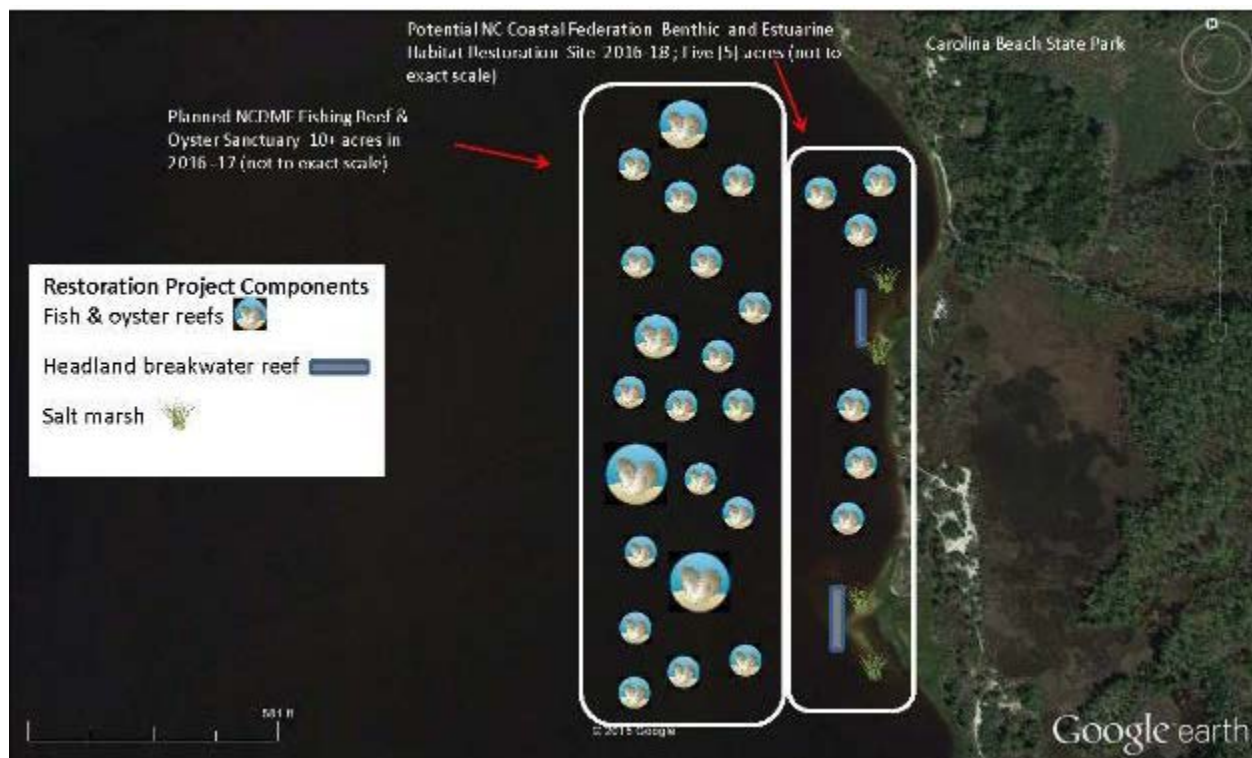 Potential NC Coastal Federation Benthic and Estuarine
Habitat Restoration Site 2016-18 ; Five (5) acres (not to
exact scale)
Carolina Beach State Park
Planned NCDMF Fishing Reef &
Oyster Sanctuary 10+ acres in
2016 -17 (not to exact scale)
Restoration Project Components
Fish & oyster reefs
Headland breakwater reef
Salt marsh
581 ft
© 2015 Google
Google earth